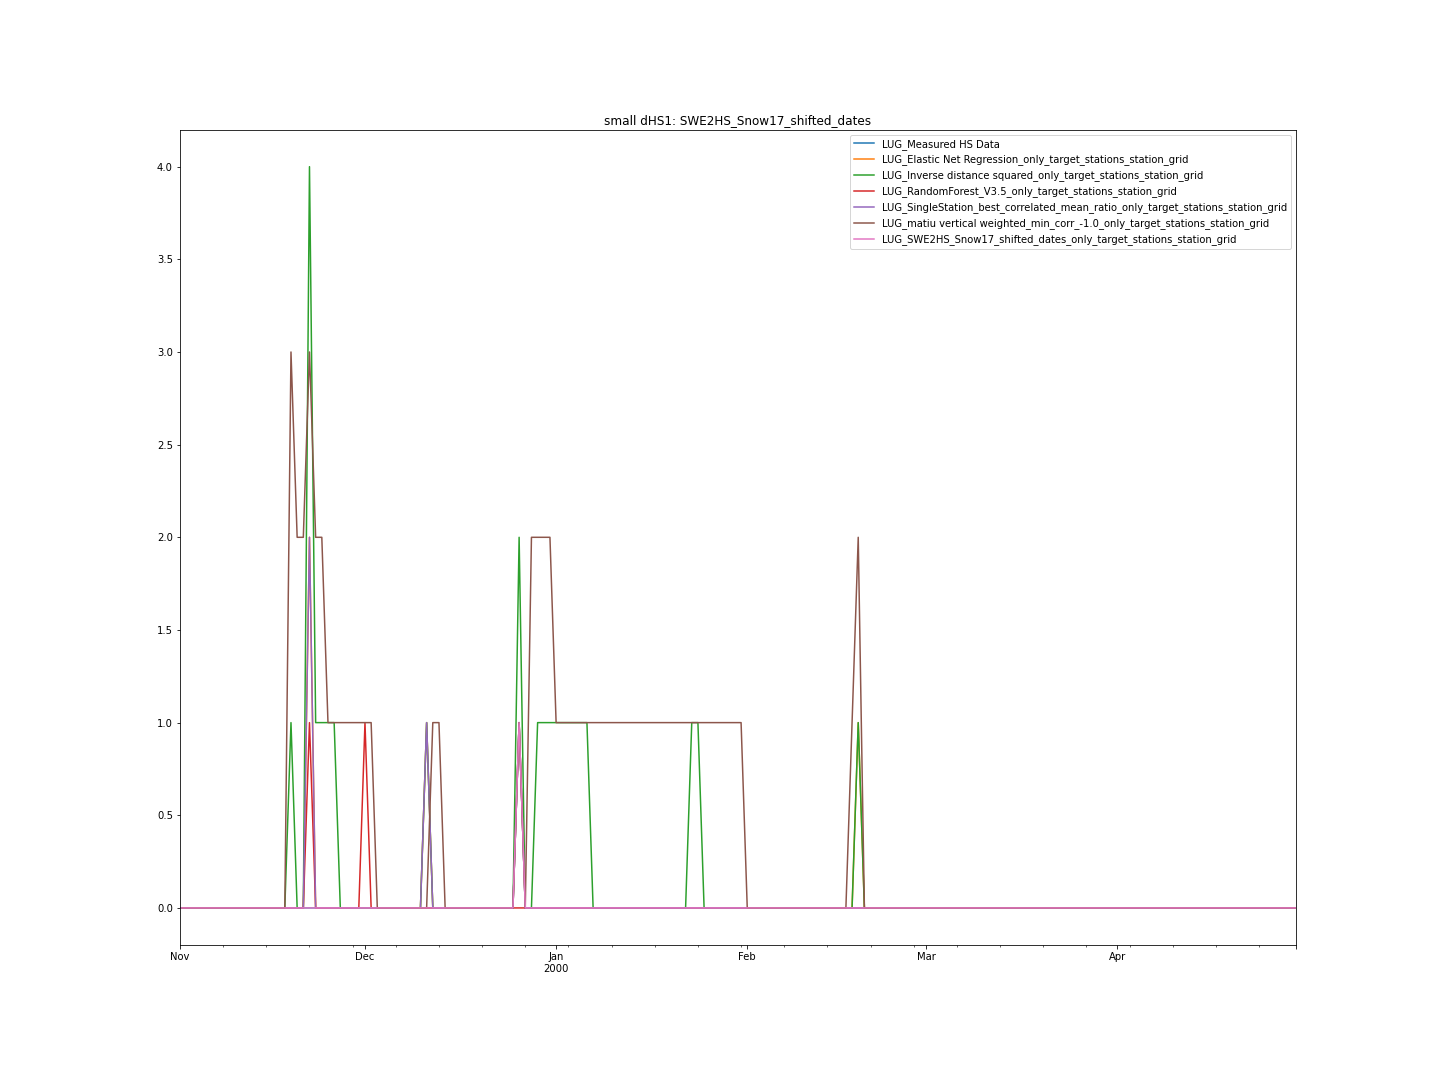 small dHS1: SWE2HS_Snow17_shifted_dates
LUG_Measured HS Data
LUG_Elastic Net Regression_only_target_stations_station_grid
LUG_Inverse distance squared_only_target_stations_station_grid
LUG_RandomForest_V3.5_only_target_stations_station_grid
LUG_SingleStation_best_correlated_mean_ratio_only_target_stations_station_grid
LUG_matiu vertical weighted_min_corr_-1.0_only_target_stations_station_grid
LUG_SWE2HS_Snow17_shifted_dates_only_target_stations_station_grid
4.0
3.5
3.0
2.5
2.0
1.5
1.0
0.5
0.0
Nov Dec Jan Feb Mar Apr
2000